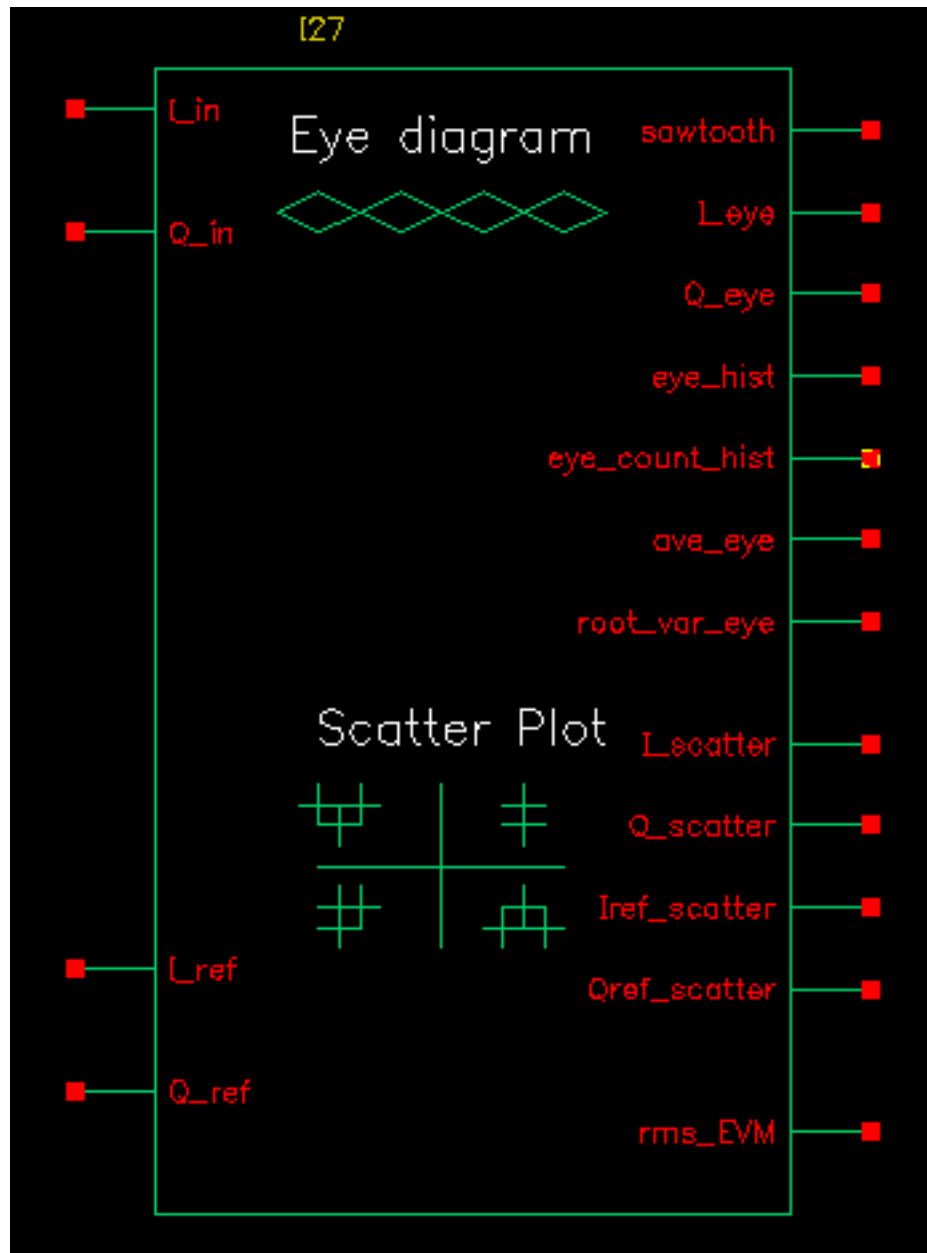 I27
I_in
Eye diagram
sawtooth
I_eye
Q_in
Q_eye
eye_hist
eye_count_hist
ave_eye
root_var_eye
Scatter Plot
I_scatter
Q_scatter
Iref_scatter
I_ref
Qref_scatter
Q_ref
rms_EVM